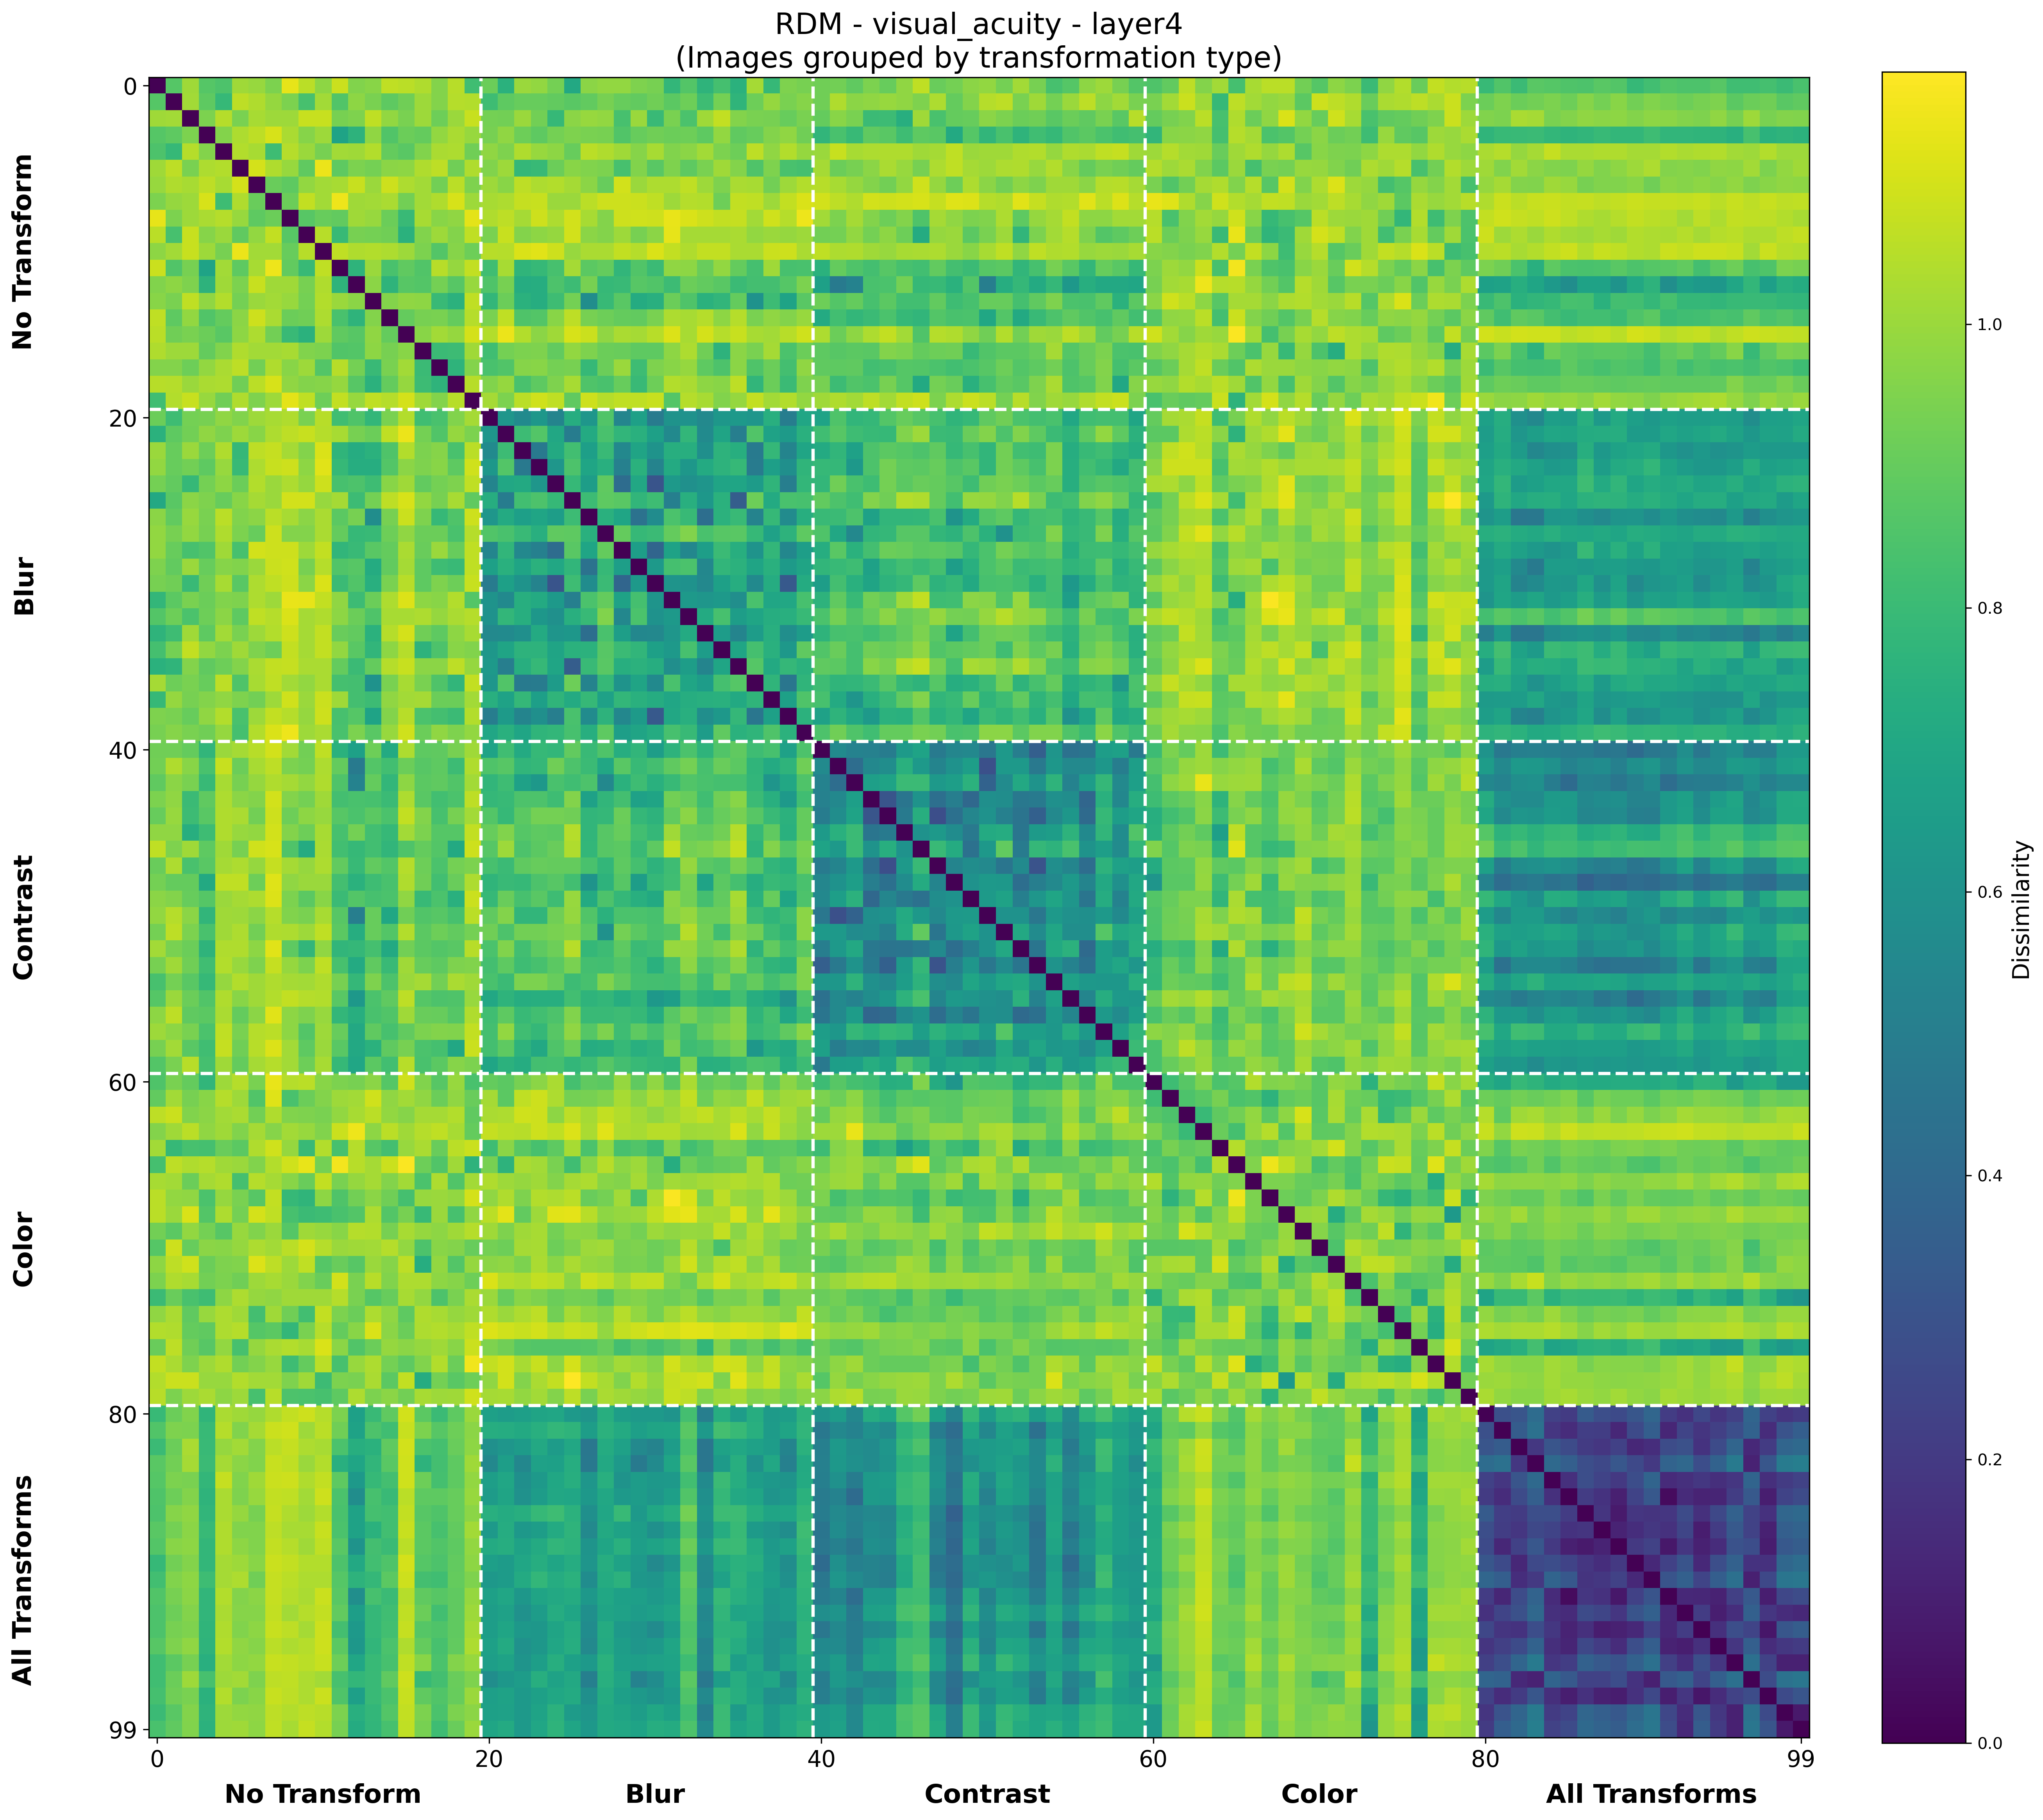 RDM - visual_acuity - layer4
(Images grouped by transformation type)
0
20
40
60
80
99
No Transform
Blur
Contrast
Color
All Transforms
0
20
40
60
80
99
No Transform
Blur
Contrast
Color
All Transforms
1.0
0.8
0.6
0.4
0.2
0.0
Dissimilarity